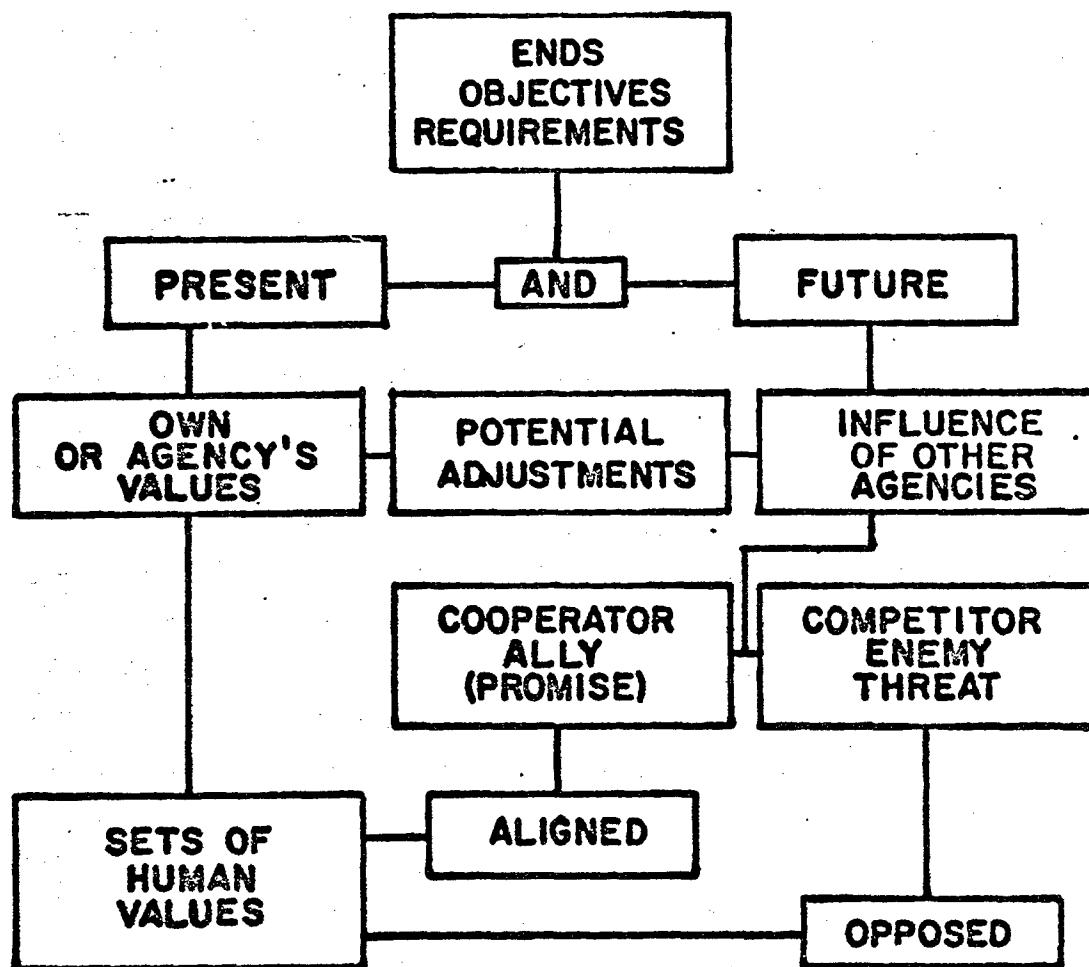 ENDS
OBJECTIVES
REQUIREMENTS
PRESENT
AND
FUTURE
OWN
OR AGENCY'S
VALUES
POTENTIAL
ADJUSTMENTS
INFLUENCE
OF OTHER
AGENCIES
COOPERATOR
ALLY
(PROMISE)
COMPETITOR
ENEMY
THREAT
SETS OF
HUMAN
VALUES
ALIGNED
OPPOSED